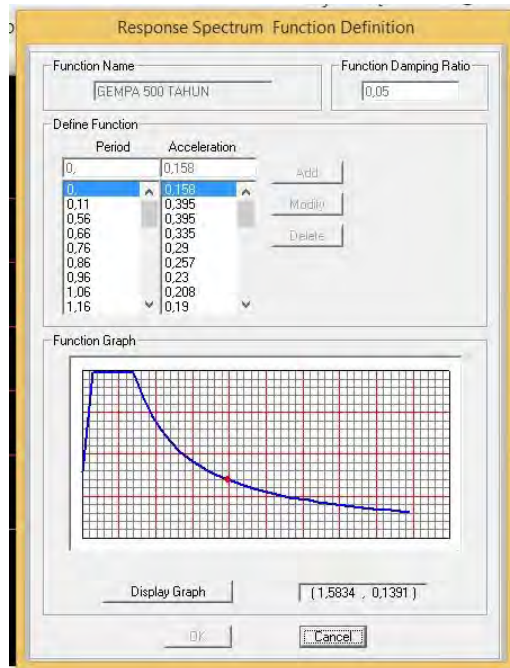 Response Spectrum Function Definition
Function Name
Function Damping Ratio
GEMPA 500 TAHUN
0,05
Define Function
Period Acceleration
0, 0,158
Add
0, 0,158
0,11 0,395
Modify
0,56 0,395
0,66 0,335
Delete
0,76 0,29
0,86 0,257
0,96 0,23
1,06 0,208
1,16 0,19
Function Graph
Display Graph
(1,5834 , 0,1391 )
OK
Cancel